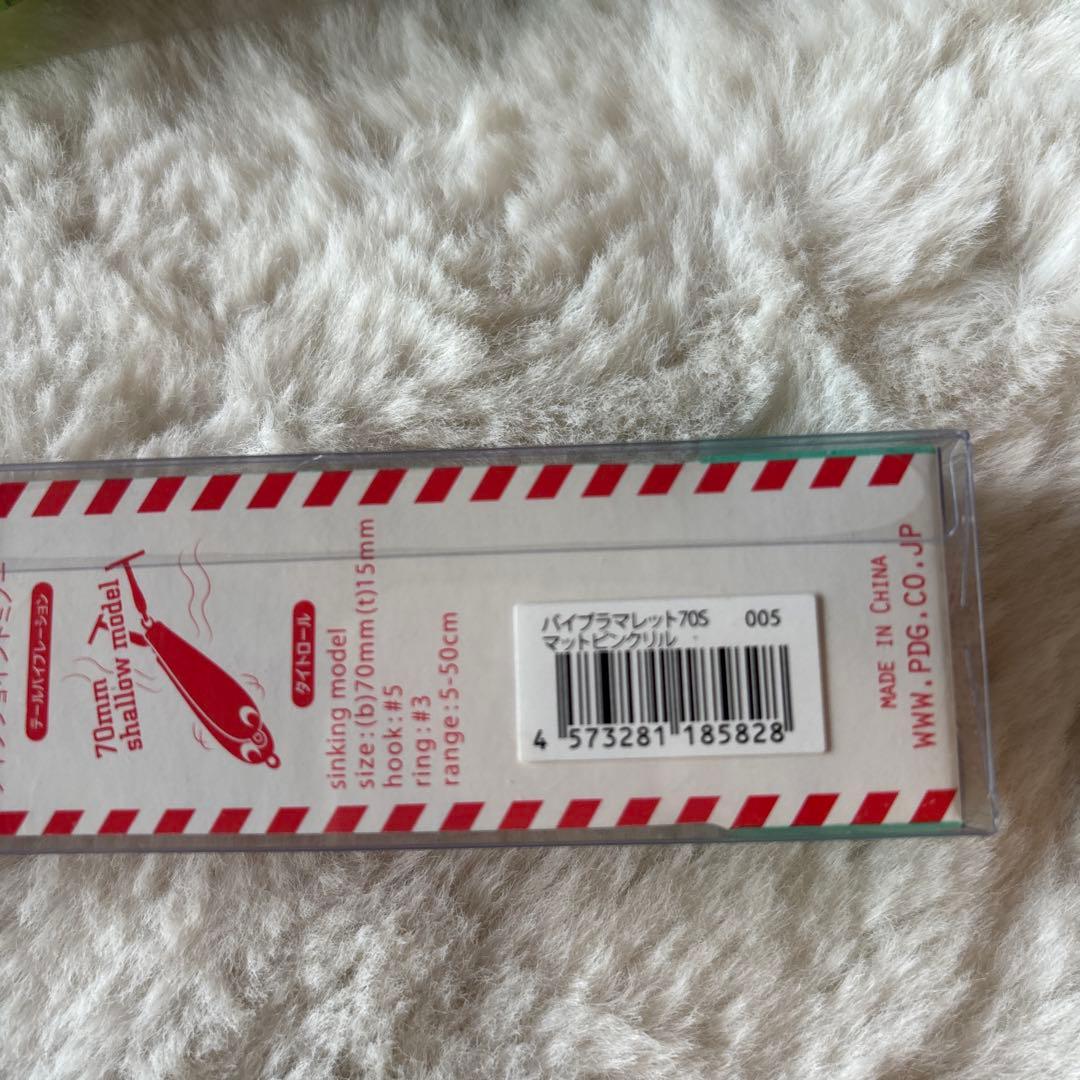 テールバイブレーション
70mm
shallow model
タイトロール
sinking model
size:(b)70mm(t)15mm
hook:#5
ring:#3
range:5-50cm
バイブラマレット70S 005
マットピンクリル
4 573281 185828
MADE IN CHINA
WWW.PDG.CO.JP